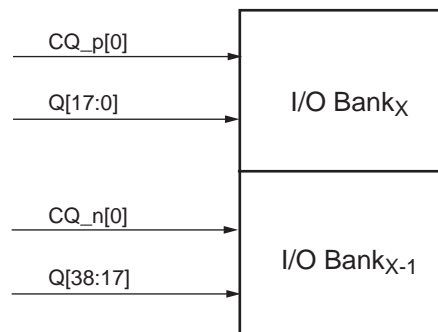 CQ_p[0]
Q[17:0]
I/O BankX
CQ_n[0]
Q[38:17]
I/O BankX-1